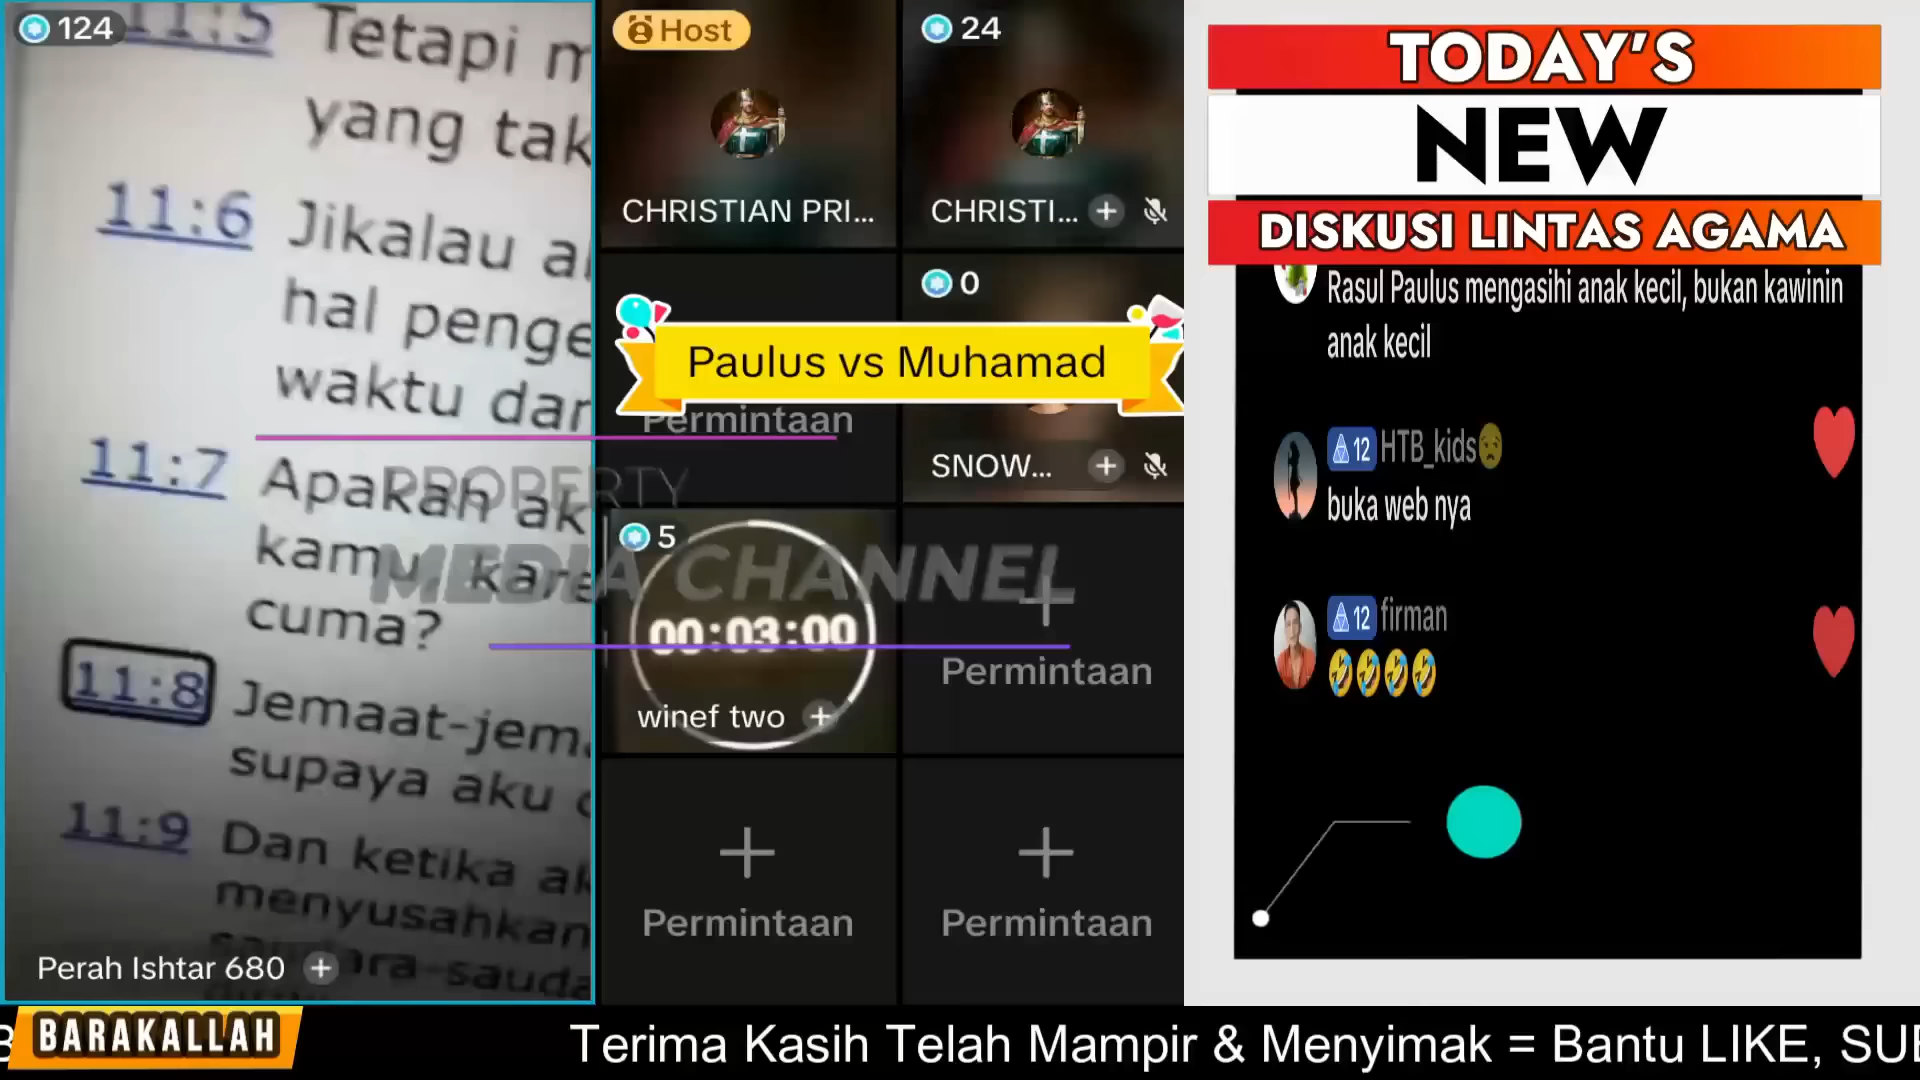 124
11:5 Tetapi m
yang tak
11:6 Jikalau
hal penge
waktu dar
11:7 Apakah ak
kamu, kare
cuma?
11:8 Jemaat-jem
supaya aku
11:9 Dan ketika ak
menyusahkan
Perah Ishtar 680
Host
CHRISTIAN PRI...
24
CHRISTI...
0
Paulus vs Muhamad
Permintaan
SNOW...
PROPERTY
MEDIA CHANNEL
5
00:03:00
winef two
Permintaan
Permintaan
Permintaan
TODAY'S
NEW
DISKUSI LINTAS AGAMA
Rasul Paulus mengasihi anak kecil, bukan kawinin
anak kecil
12 HTB_kids😒
buka web nya
12 firman
🤣🤣🤣🤣
BARAKALLAH
Terima Kasih Telah Mampir & Menyimak = Bantu LIKE, SUB